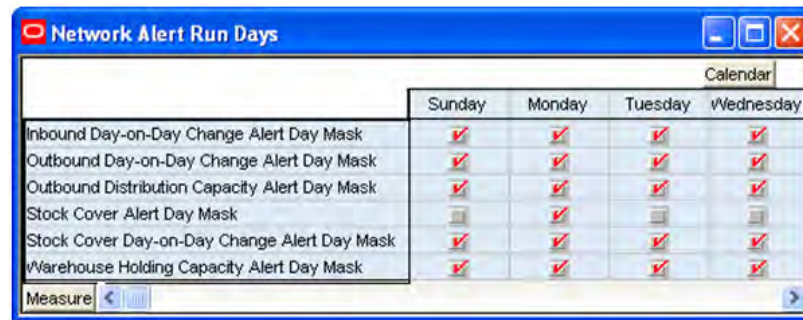 Network Alert Run Days
Calendar
Sunday Monday Tuesday Wednesday
Inbound Day-on-Day Change Alert Day Mask
Outbound Day-on-Day Change Alert Day Mask
Outbound Distribution Capacity Alert Day Mask
Stock Cover Alert Day Mask
Stock Cover Day-on-Day Change Alert Day Mask
Warehouse Holding Capacity Alert Day Mask
Measure